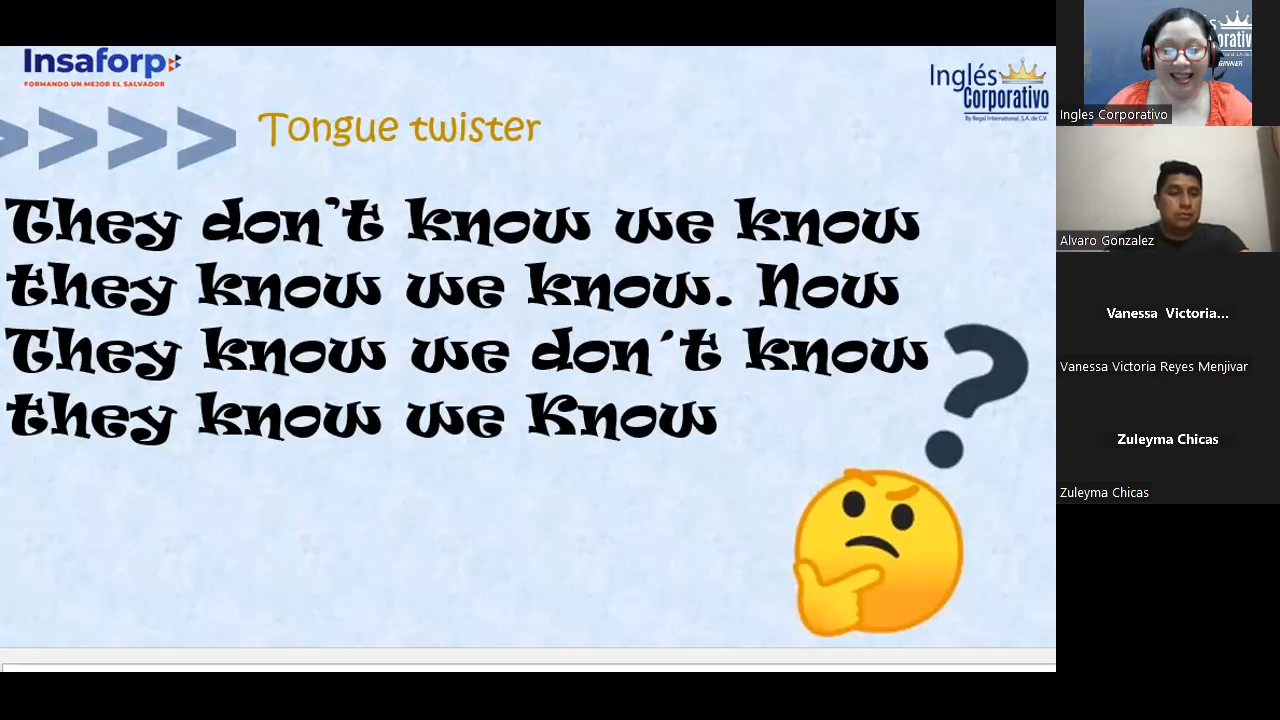 Insaforp
FORMANDO UN MEJOR EL SALVADOR
Inglés
Corporativo
By Regal International, S.A. de C.V.
Tongue twister
They don't know we know
they know we know. Now
They know we don´t know
they know we Know
Ingles Corporativo
Alvaro Gonzalez
Vanessa Victoria...
Vanessa Victoria Reyes Menjivar
Zuleyma Chicas
Zuleyma Chicas